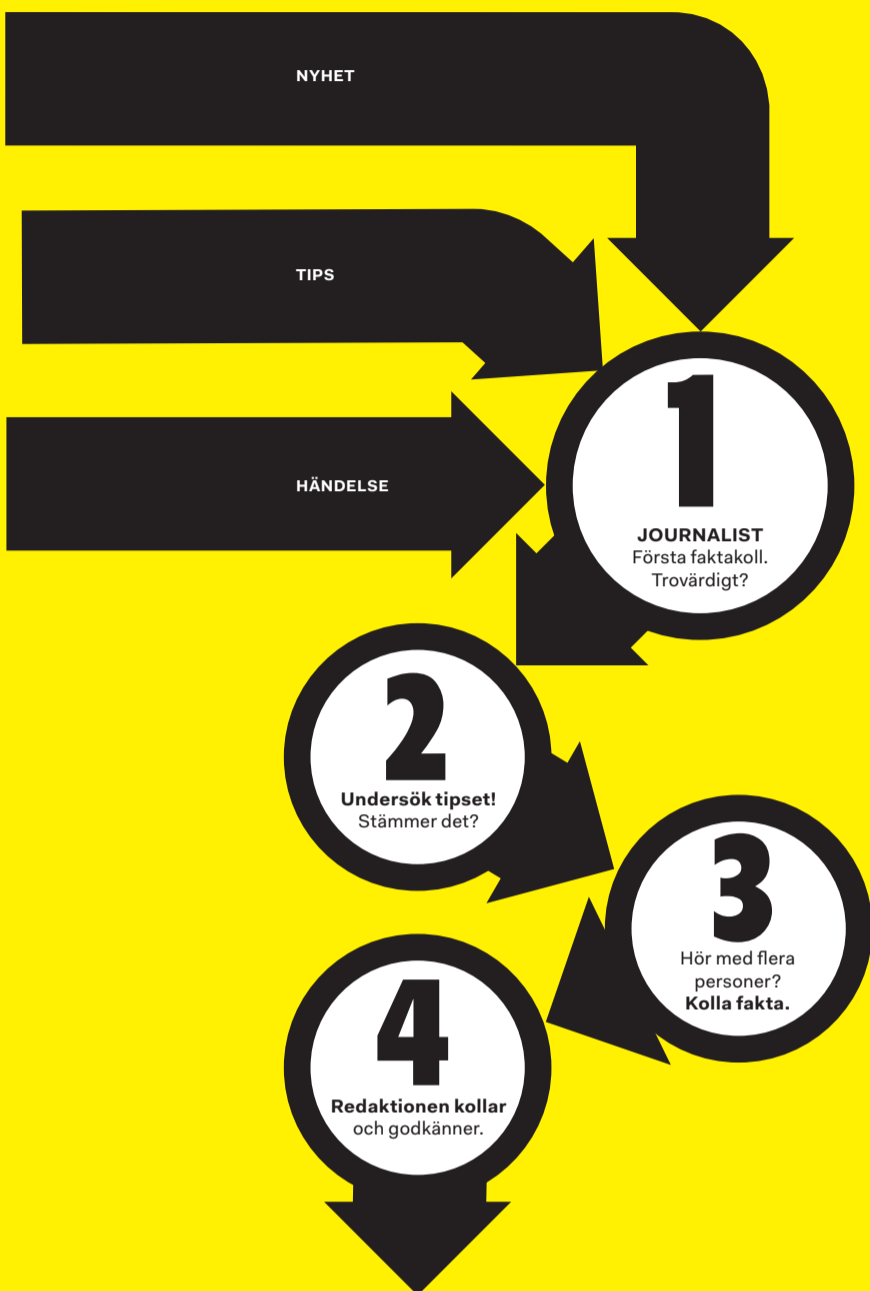 NYHET
TIPS
HÄNDELSE
1
JOURNALIST
Första faktakoll.
Trovärdigt?
2
Undersök tipset!
Stämmer det?
3
Hör med flera
personer?
Kolla fakta.
4
Redaktionen kollar
och godkänner.